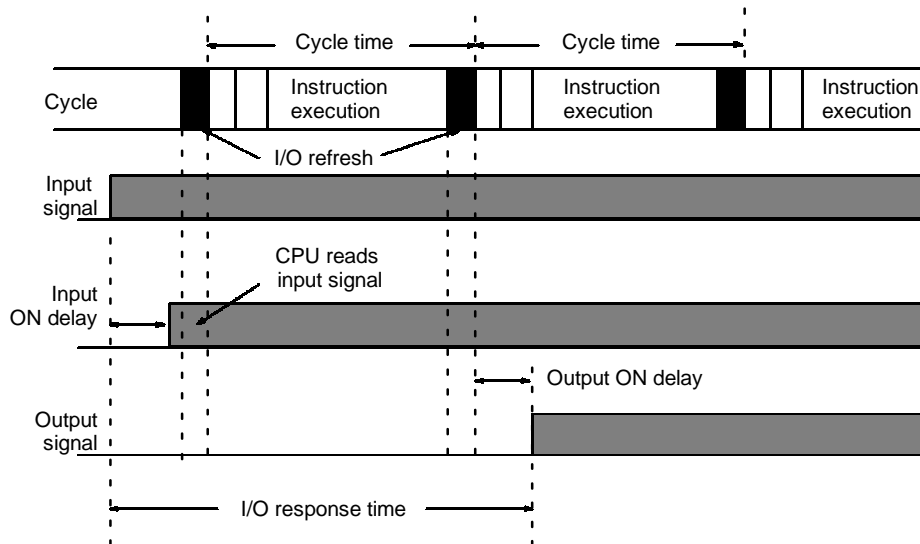 Cycle time
Cycle time
Cycle
Instruction
execution
Instruction
execution
Instruction
execution
I/O refresh
Input
signal
CPU reads
input signal
Input
ON delay
Output ON delay
Output
signal
I/O response time